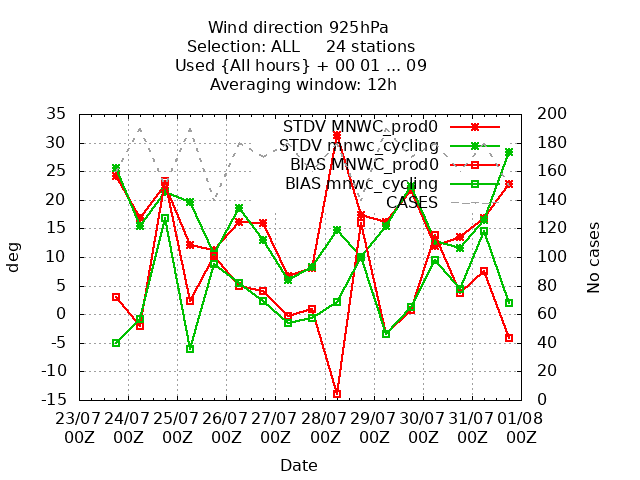 Wind direction 925hPa
Selection: ALL 24 stations
Used {All hours} + 00 01 ... 09
Averaging window: 12h
35 200
30 180
25 160
20 140
15 120
10 100
5 80
0 60
-5 40
-10 20
-15 0
STDV MNWC_prod0
STDV mnwc_cycling
BIAS MNWC_prod0
BIAS mnwc_cycling
CASES
deg
No cases
23/07 24/07 25/07 26/07 27/07 28/07 29/07 30/07 31/07 01/08
00Z 00Z 00Z 00Z 00Z 00Z 00Z 00Z 00Z 00Z
Date